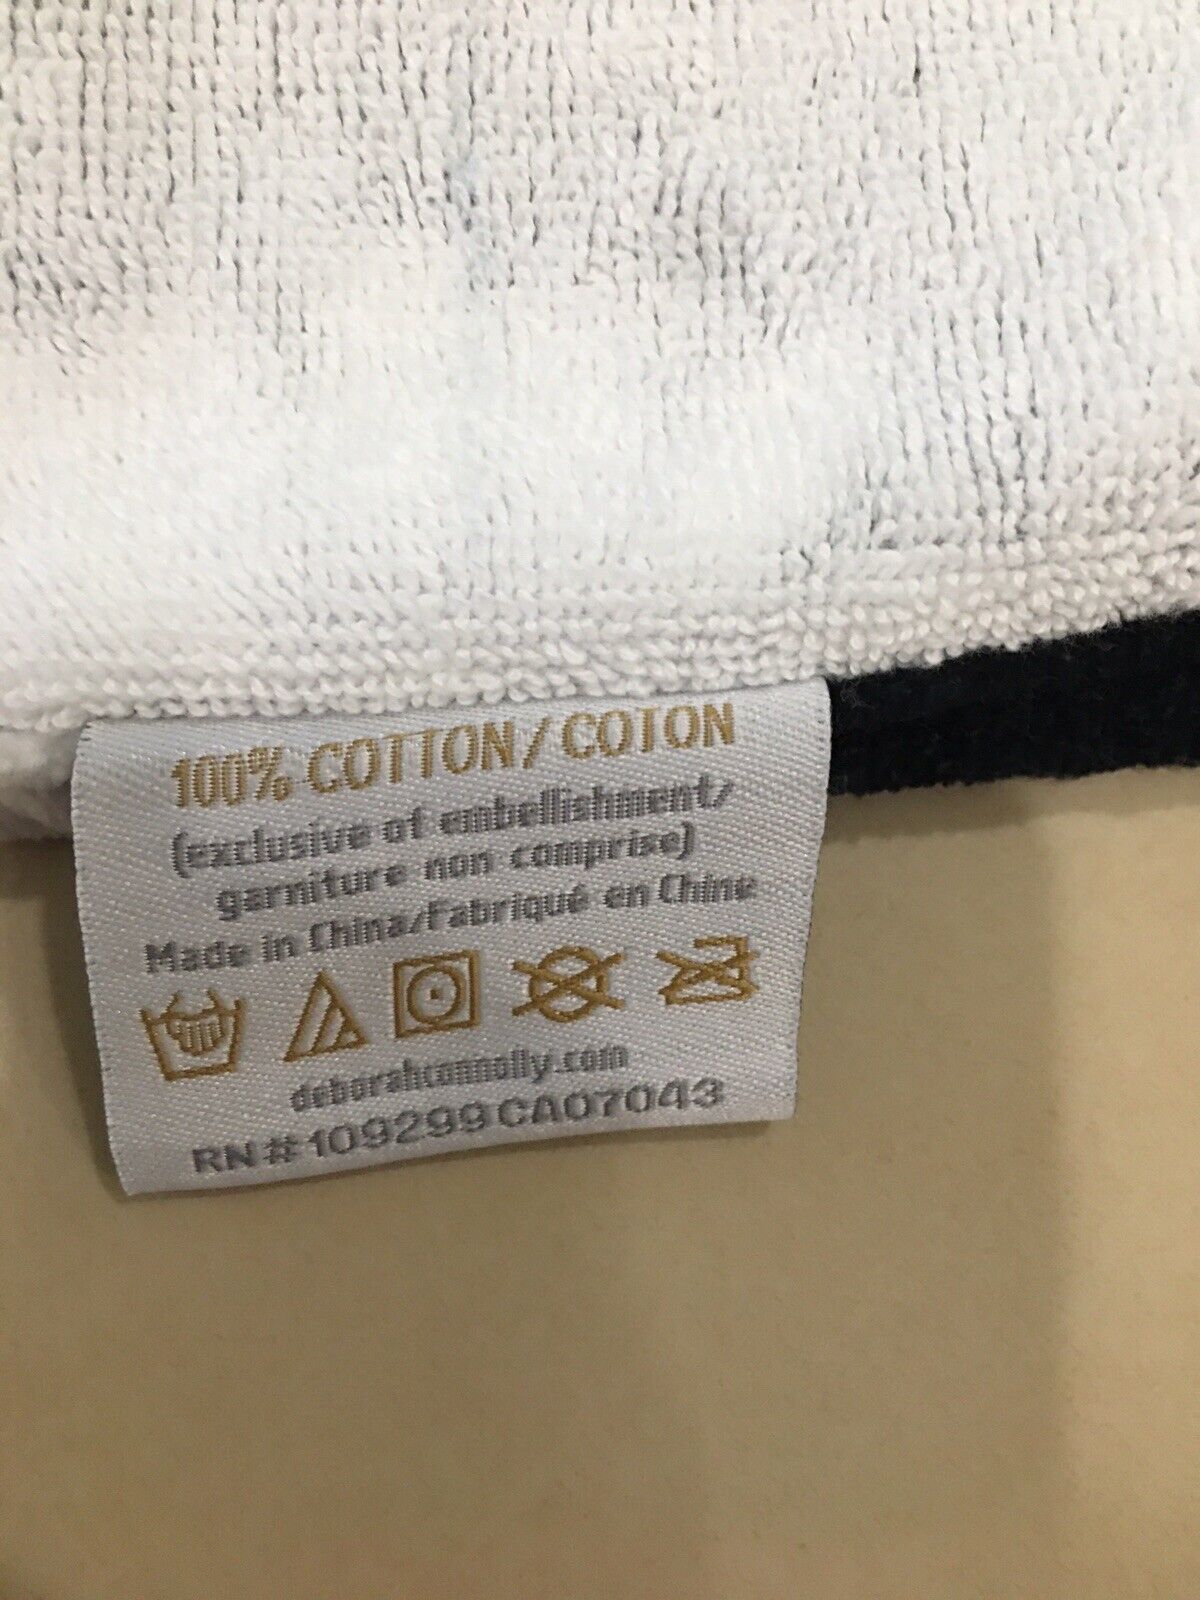 100% COTTON/COTON
(exclusive of embellishment/
garniture non comprise)
Made in China/Fabriqué en Chine
deborahconnolly.com
RN#109299 CA07043